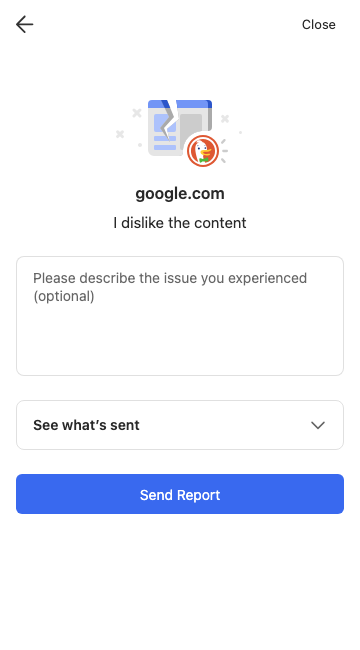 Close
google.com
I dislike the content
Please describe the issue you experienced
(optional)
See what’s sent
Send Report